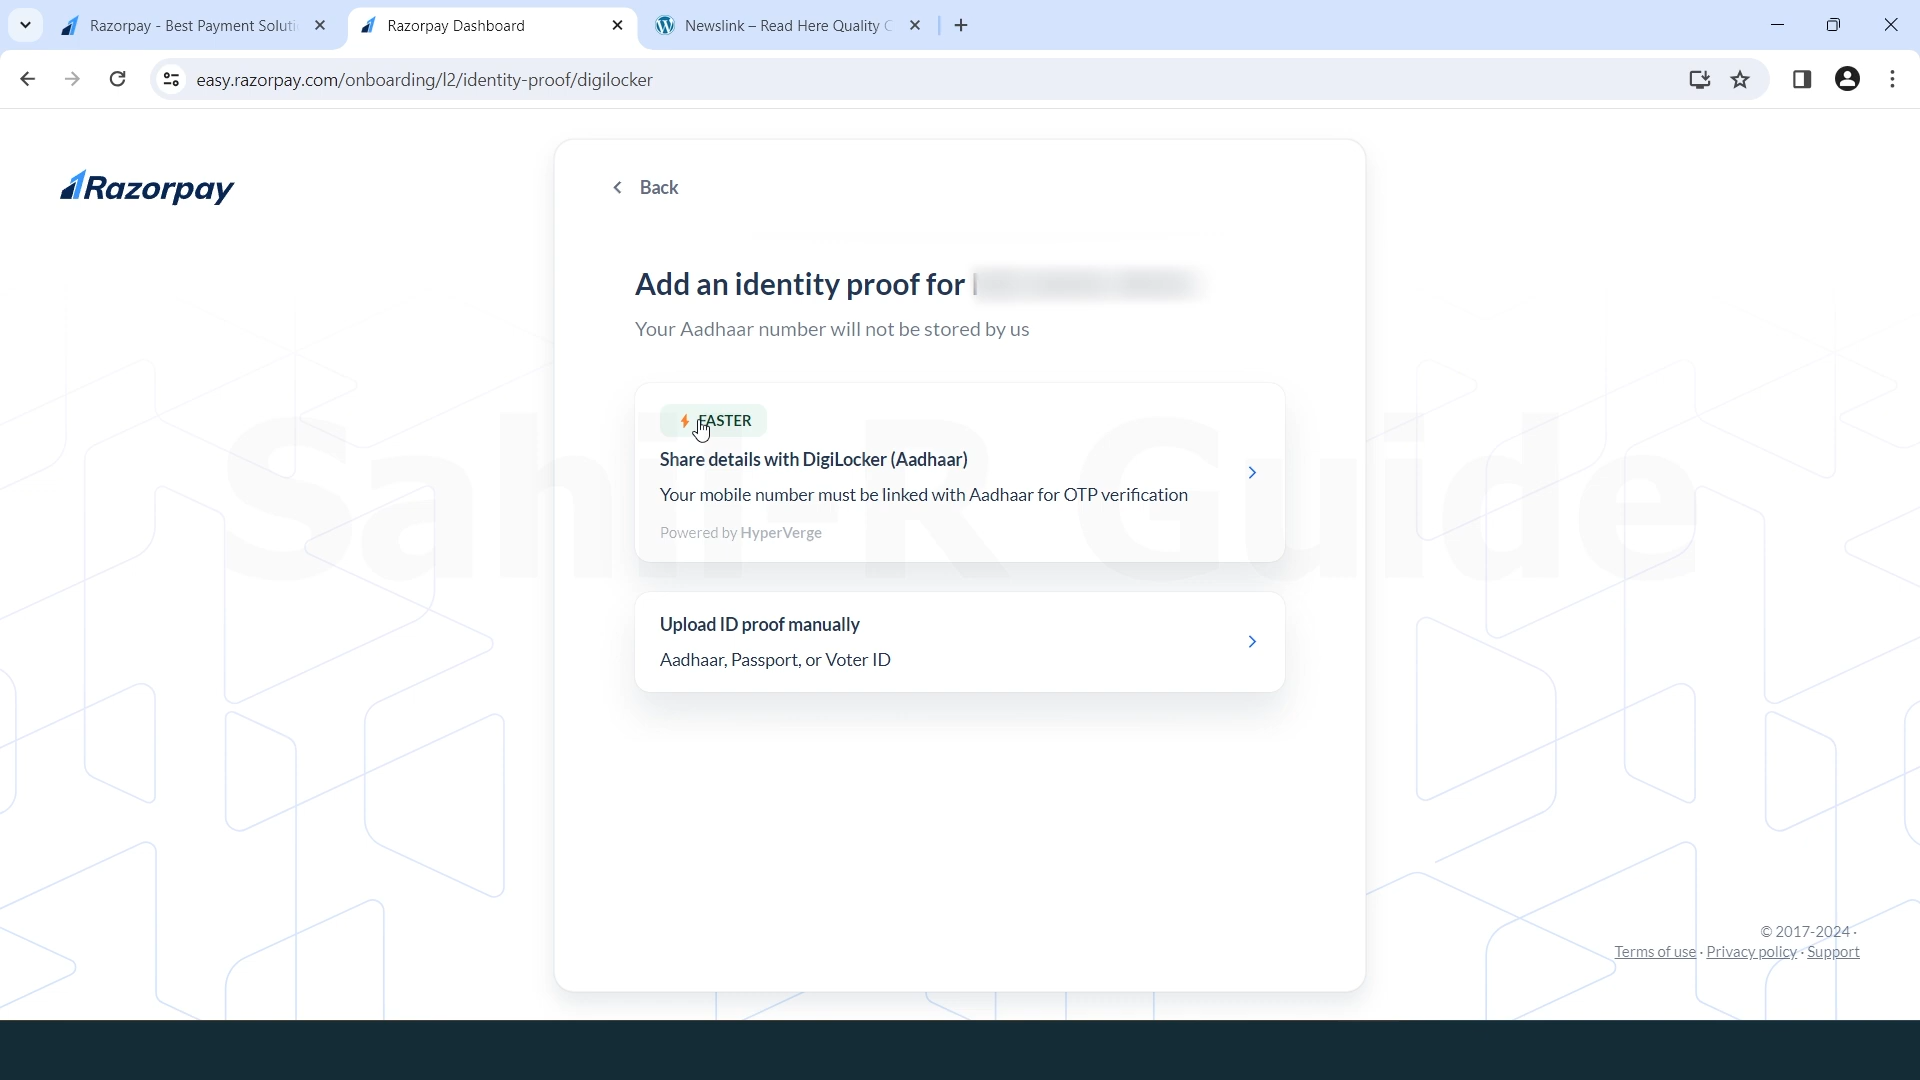 Razorpay - Best Payment Soluti
Razorpay Dashboard
Newslink – Read Here Quality C
easy.razorpay.com/onboarding/l2/identity-proof/digilocker
Razorpay
Back
Add an identity proof for
Your Aadhaar number will not be stored by us
FASTER
Share details with DigiLocker (Aadhaar)
Your mobile number must be linked with Aadhaar for OTP verification
Powered by HyperVerge
Sahil-R Guide
Upload ID proof manually
Aadhaar, Passport, or Voter ID
© 2017-2024 ·
Terms of use · Privacy policy · Support